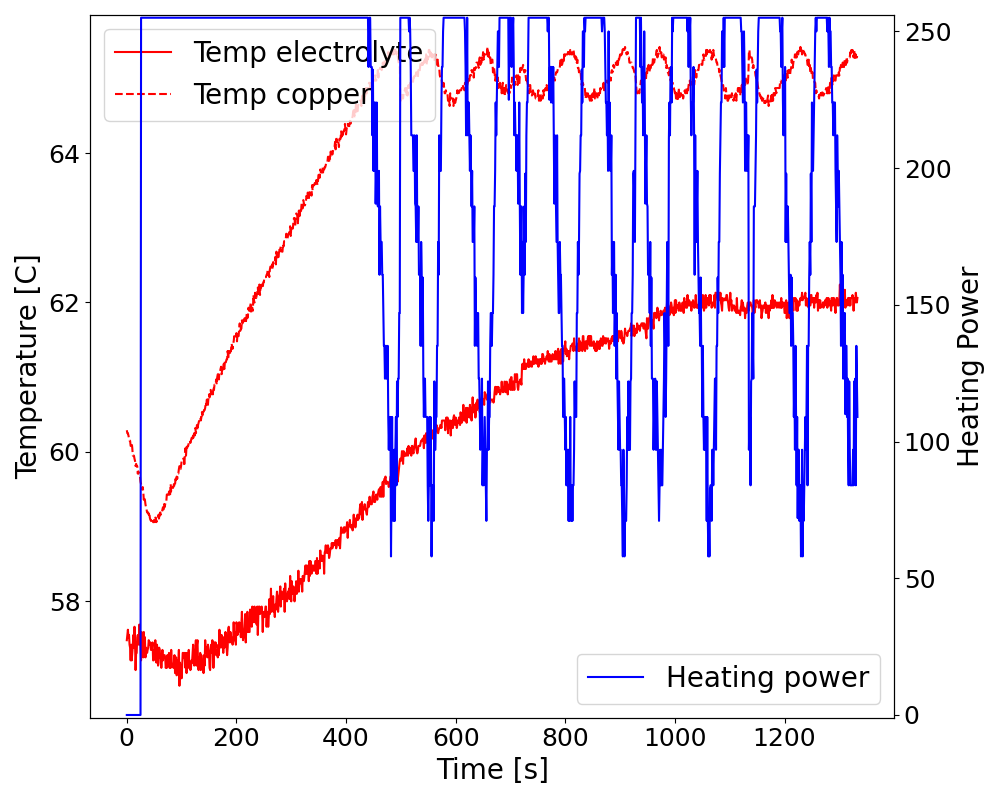 Temp electrolyte
Temp copper
64
62
60
58
Temperature [C]
250
200
150
100
50
0
Heating Power
Heating power
0 200 400 600 800 1000 1200
Time [s]